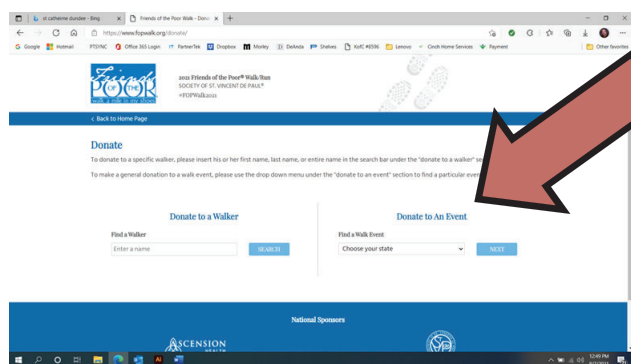 st catherine dundee - Bing
Friends of the Poor Walk - Dona
https://www.fopwalk.org/donate/
Google Hotmail PTSYNC Office 365 Login PartnerTek Dropbox Morley DeAnda Shelves KofC #6596 Lenovo Cinch Home Services Payment Other favorites
Friends
OF THE
POOR
walk a mile in my shoes
2021 Friends of the Poor® Walk/Run
SOCIETY OF ST. VINCENT DE PAUL®
#FOPWalk2021
< Back to Home Page
Donate
To donate to a specific walker, please insert his or her first name, last name, or entire name in the search bar under the "donate to a walker"
To make a general donation to a walk event, please use the drop down menu under the "donate to an event" section to find a particular
Donate to a Walker
Donate to An Event
Find a Walker
Find a Walk Event
Enter a name
SEARCH
Choose your state
NEXT
National Sponsors
ASCENSION
HEALTH
12:49 PM